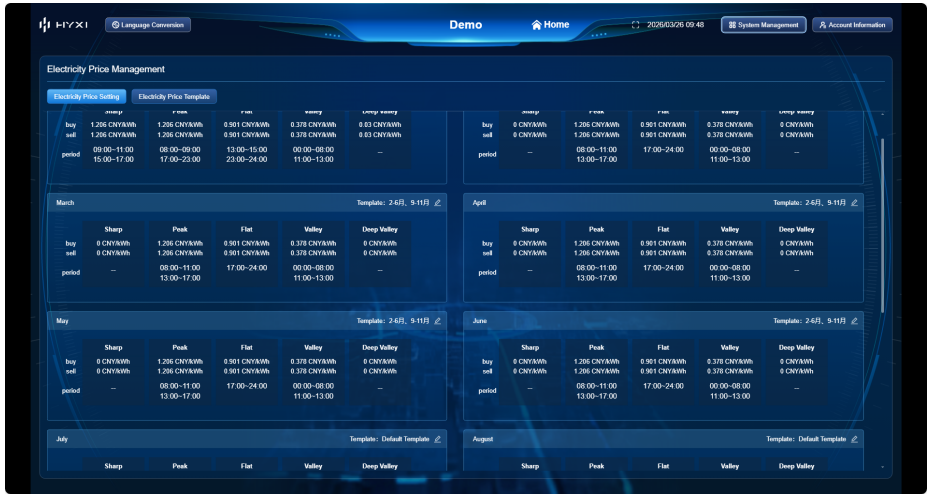 HYXI
Language Conversion
Demo
Home
2026/03/26 09:48
System Management
Account Information
Electricity Price Management
Electricity Price Setting
Electricity Price Template
Sharp Peak Flat Valley Deep Valley
buy 1.206 CNY/kWh 1.206 CNY/kWh 0.901 CNY/kWh 0.378 CNY/kWh 0.03 CNY/kWh
sell 1.206 CNY/kWh 1.206 CNY/kWh 0.901 CNY/kWh 0.378 CNY/kWh 0.03 CNY/kWh
period 09:00~11:00 08:00~09:00 13:00~15:00 00:00~08:00 --
15:00~17:00 17:00~23:00 23:00~24:00 11:00~13:00
Sharp Peak Flat Valley Deep Valley
buy 0 CNY/kWh 1.206 CNY/kWh 0.901 CNY/kWh 0.378 CNY/kWh 0 CNY/kWh
sell 0 CNY/kWh 1.206 CNY/kWh 0.901 CNY/kWh 0.378 CNY/kWh 0 CNY/kWh
period -- 08:00~11:00 17:00~24:00 00:00~08:00 --
13:00~17:00 11:00~13:00
March Template: 2-6月、9-11月
Sharp Peak Flat Valley Deep Valley
buy 0 CNY/kWh 1.206 CNY/kWh 0.901 CNY/kWh 0.378 CNY/kWh 0 CNY/kWh
sell 0 CNY/kWh 1.206 CNY/kWh 0.901 CNY/kWh 0.378 CNY/kWh 0 CNY/kWh
period -- 08:00~11:00 17:00~24:00 00:00~08:00 --
13:00~17:00 11:00~13:00
April Template: 2-6月、9-11月
Sharp Peak Flat Valley Deep Valley
buy 0 CNY/kWh 1.206 CNY/kWh 0.901 CNY/kWh 0.378 CNY/kWh 0 CNY/kWh
sell 0 CNY/kWh 1.206 CNY/kWh 0.901 CNY/kWh 0.378 CNY/kWh 0 CNY/kWh
period -- 08:00~11:00 17:00~24:00 00:00~08:00 --
13:00~17:00 11:00~13:00
May Template: 2-6月、9-11月
Sharp Peak Flat Valley Deep Valley
buy 0 CNY/kWh 1.206 CNY/kWh 0.901 CNY/kWh 0.378 CNY/kWh 0 CNY/kWh
sell 0 CNY/kWh 1.206 CNY/kWh 0.901 CNY/kWh 0.378 CNY/kWh 0 CNY/kWh
period -- 08:00~11:00 17:00~24:00 00:00~08:00 --
13:00~17:00 11:00~13:00
June Template: 2-6月、9-11月
Sharp Peak Flat Valley Deep Valley
buy 0 CNY/kWh 1.206 CNY/kWh 0.901 CNY/kWh 0.378 CNY/kWh 0 CNY/kWh
sell 0 CNY/kWh 1.206 CNY/kWh 0.901 CNY/kWh 0.378 CNY/kWh 0 CNY/kWh
period -- 08:00~11:00 17:00~24:00 00:00~08:00 --
13:00~17:00 11:00~13:00
July Template: Default Template
Sharp Peak Flat Valley Deep Valley
August Template: Default Template
Sharp Peak Flat Valley Deep Valley